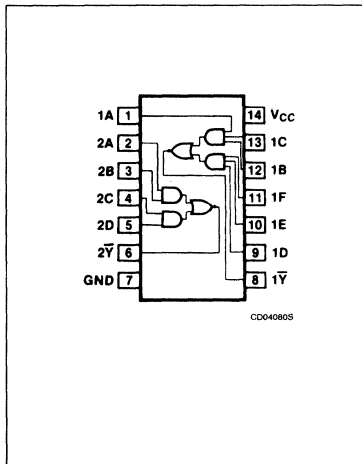 1A 1 14 VCC
2A 2 13 1C
2B 3 12 1B
2C 4 11 1F
2D 5 10 1E
2Y̅ 6 9 1D
GND 7 8 1Y̅
CD04080S